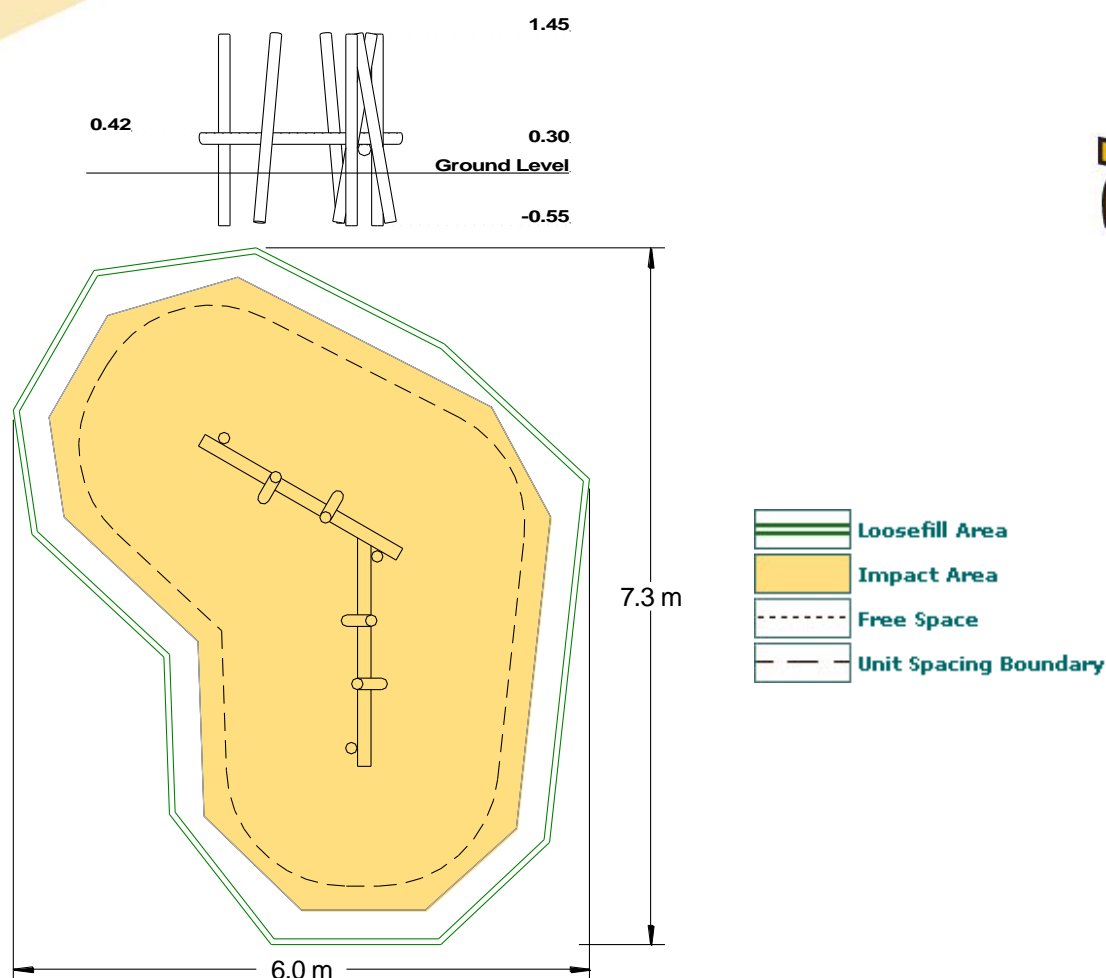 1.45
0.42
0.30
Ground Level
-0.55
7.3 m
Loosefill Area
Impact Area
Free Space
Unit Spacing Boundary
6.0 m